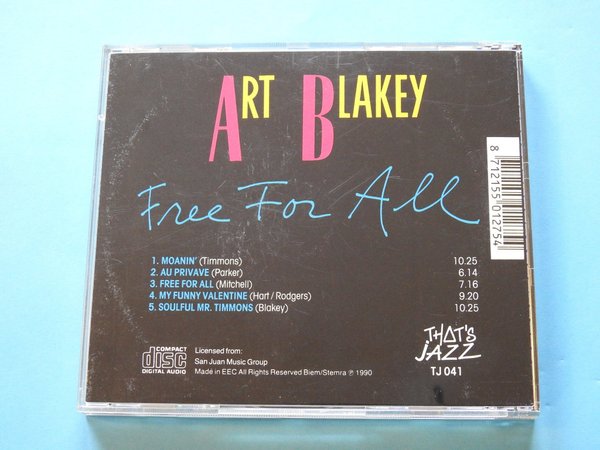 ART BLAKEY
Free For All
1. MOANIN' (Timmons) 10.25
2. AU PRIVAVE (Parker) 6.14
3. FREE FOR ALL (Mitchell) 7.16
4. MY FUNNY VALENTINE (Hart / Rodgers) 9.20
5. SOULFUL MR. TIMMONS (Blakey) 10.25
COMPACT
disc
DIGITAL AUDIO
Licensed from:
San Juan Music Group
Made in EEC All Rights Reserved Biem/Stemra ℗ 1990
THAT'S
JAZZ
TJ 041
8 712155 012754